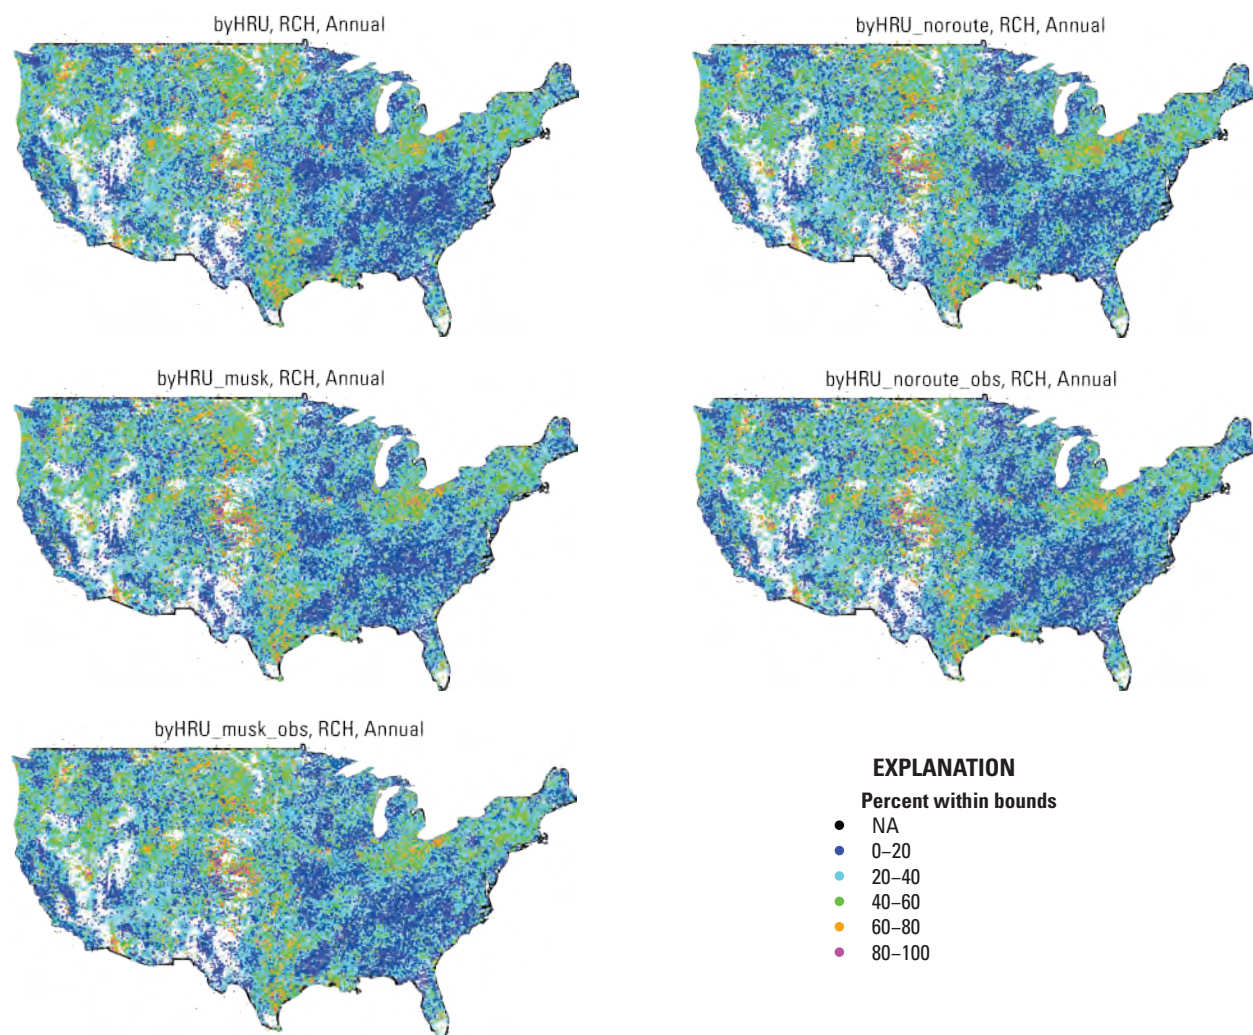 byHRU, RCH, Annual
byHRU_noroute, RCH, Annual
byHRU_musk, RCH, Annual
byHRU_noroute_obs, RCH, Annual
byHRU_musk_obs, RCH, Annual
EXPLANATION
Percent within bounds
NA
0–20
20–40
40–60
60–80
80–100